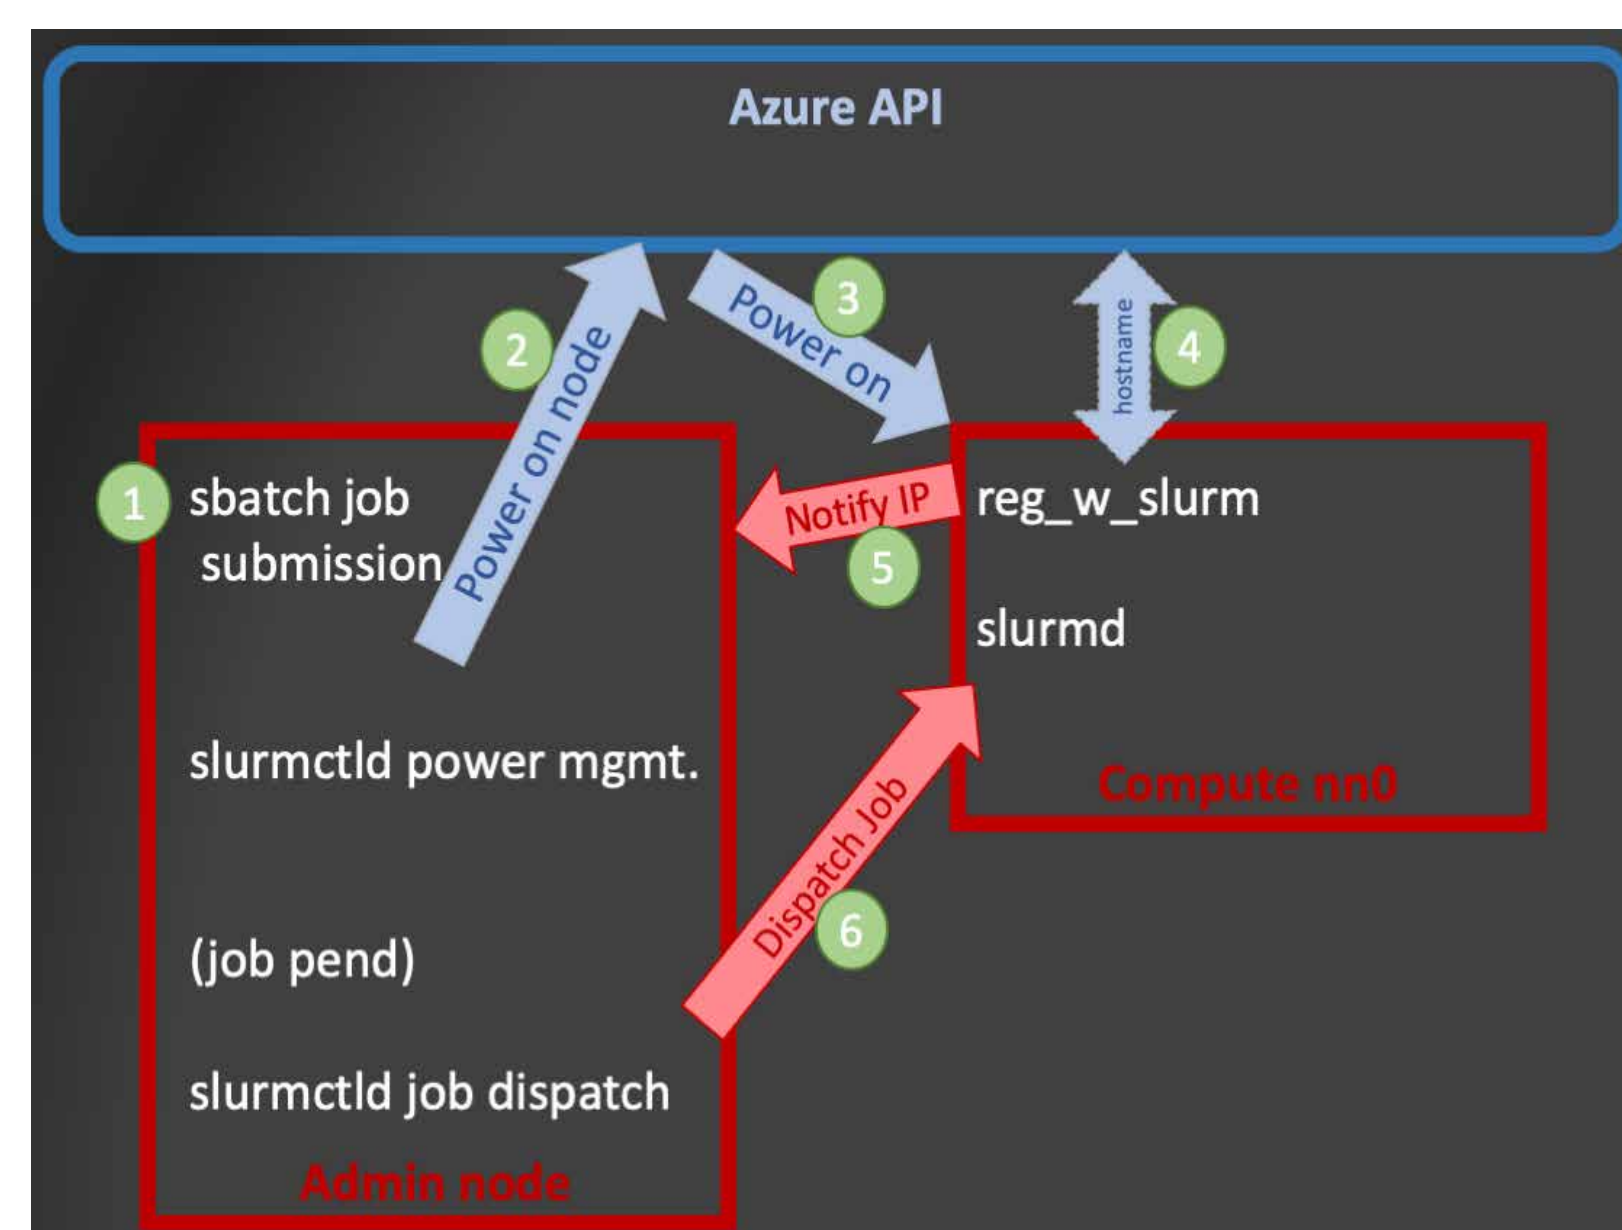 Azure API
2
Power on node
3
Power on
4
hostname
1
sbatch job
submission
Notify IP
5
reg_w_slurm
slurmd
slurmctld power mgmt.
Compute nn0
Dispatch Job
6
(job pend)
slurmctld job dispatch
Admin node